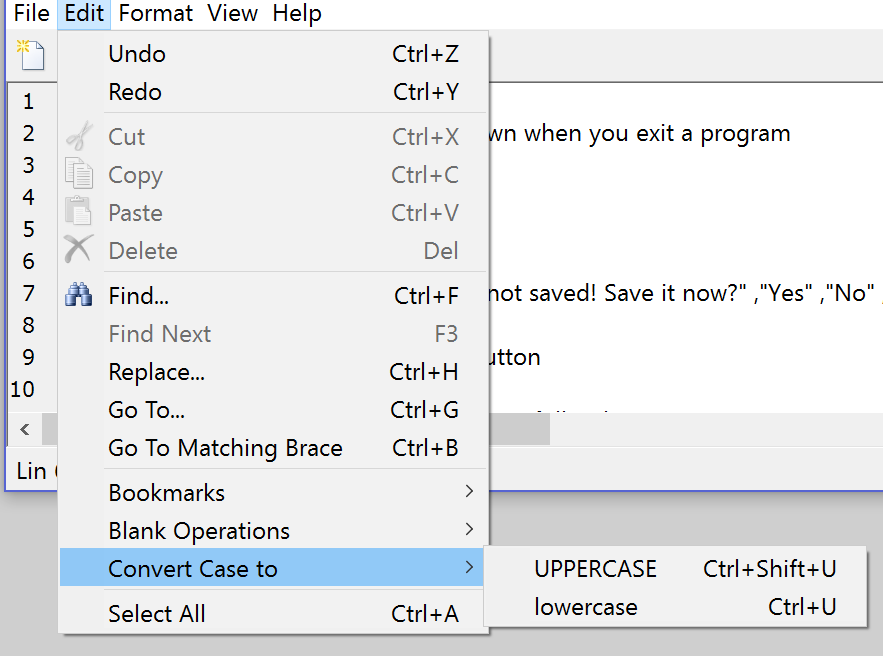 File Edit Format View Help
Undo Ctrl+Z
Redo Ctrl+Y
Cut Ctrl+X
Copy Ctrl+C
Paste Ctrl+V
Delete Del
Find... Ctrl+F
Find Next F3
Replace... Ctrl+H
Go To... Ctrl+G
Go To Matching Brace Ctrl+B
Bookmarks
Blank Operations
Convert Case to
Select All Ctrl+A
UPPERCASE Ctrl+Shift+U
lowercase Ctrl+U
1
2 wn when you exit a program
3
4
5
6
7 not saved! Save it now?" ,"Yes" ,"No" ,
8
9 utton
10
Lin